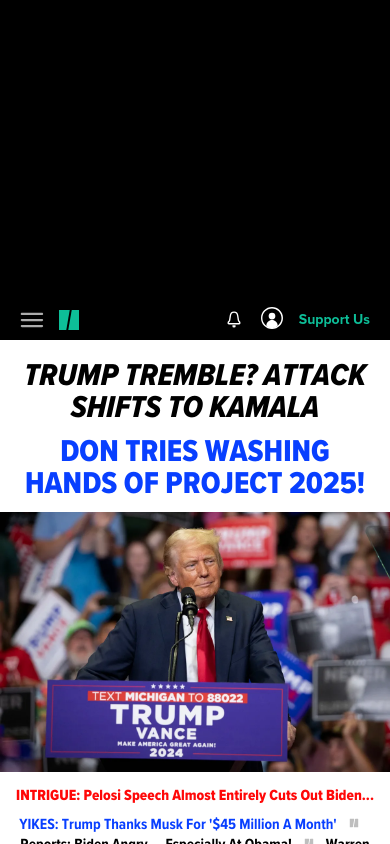 Support Us
TRUMP TREMBLE? ATTACK
SHIFTS TO KAMALA
DON TRIES WASHING
HANDS OF PROJECT 2025!
TRUMP
NEVER
TEXT MICHIGAN TO 88022
TRUMP
VANCE
MAKE AMERICA GREAT AGAIN!
2024
INTRIGUE: Pelosi Speech Almost Entirely Cuts Out Biden...
YIKES: Trump Thanks Musk For '$45 Million A Month'
Reports: Biden Angry... Especially At Obama! Warren